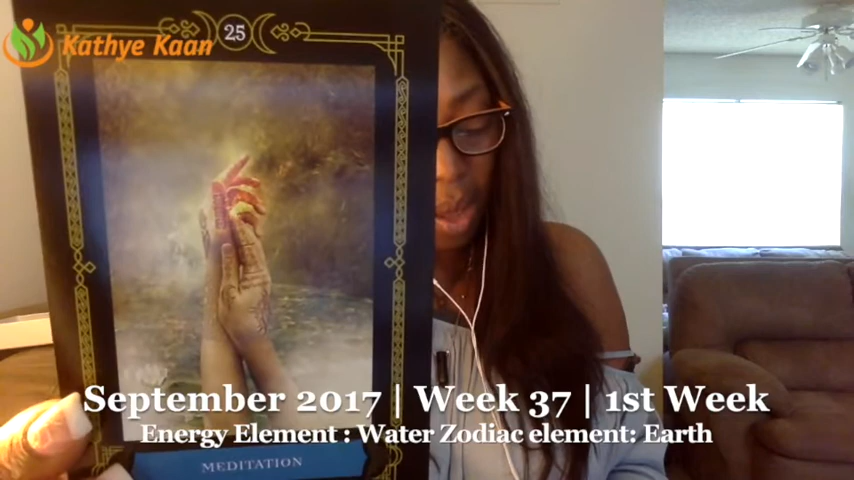 25
Kathye Kaan
September 2017 | Week 37 | 1st Week
Energy Element : Water Zodiac element: Earth
MEDITATION